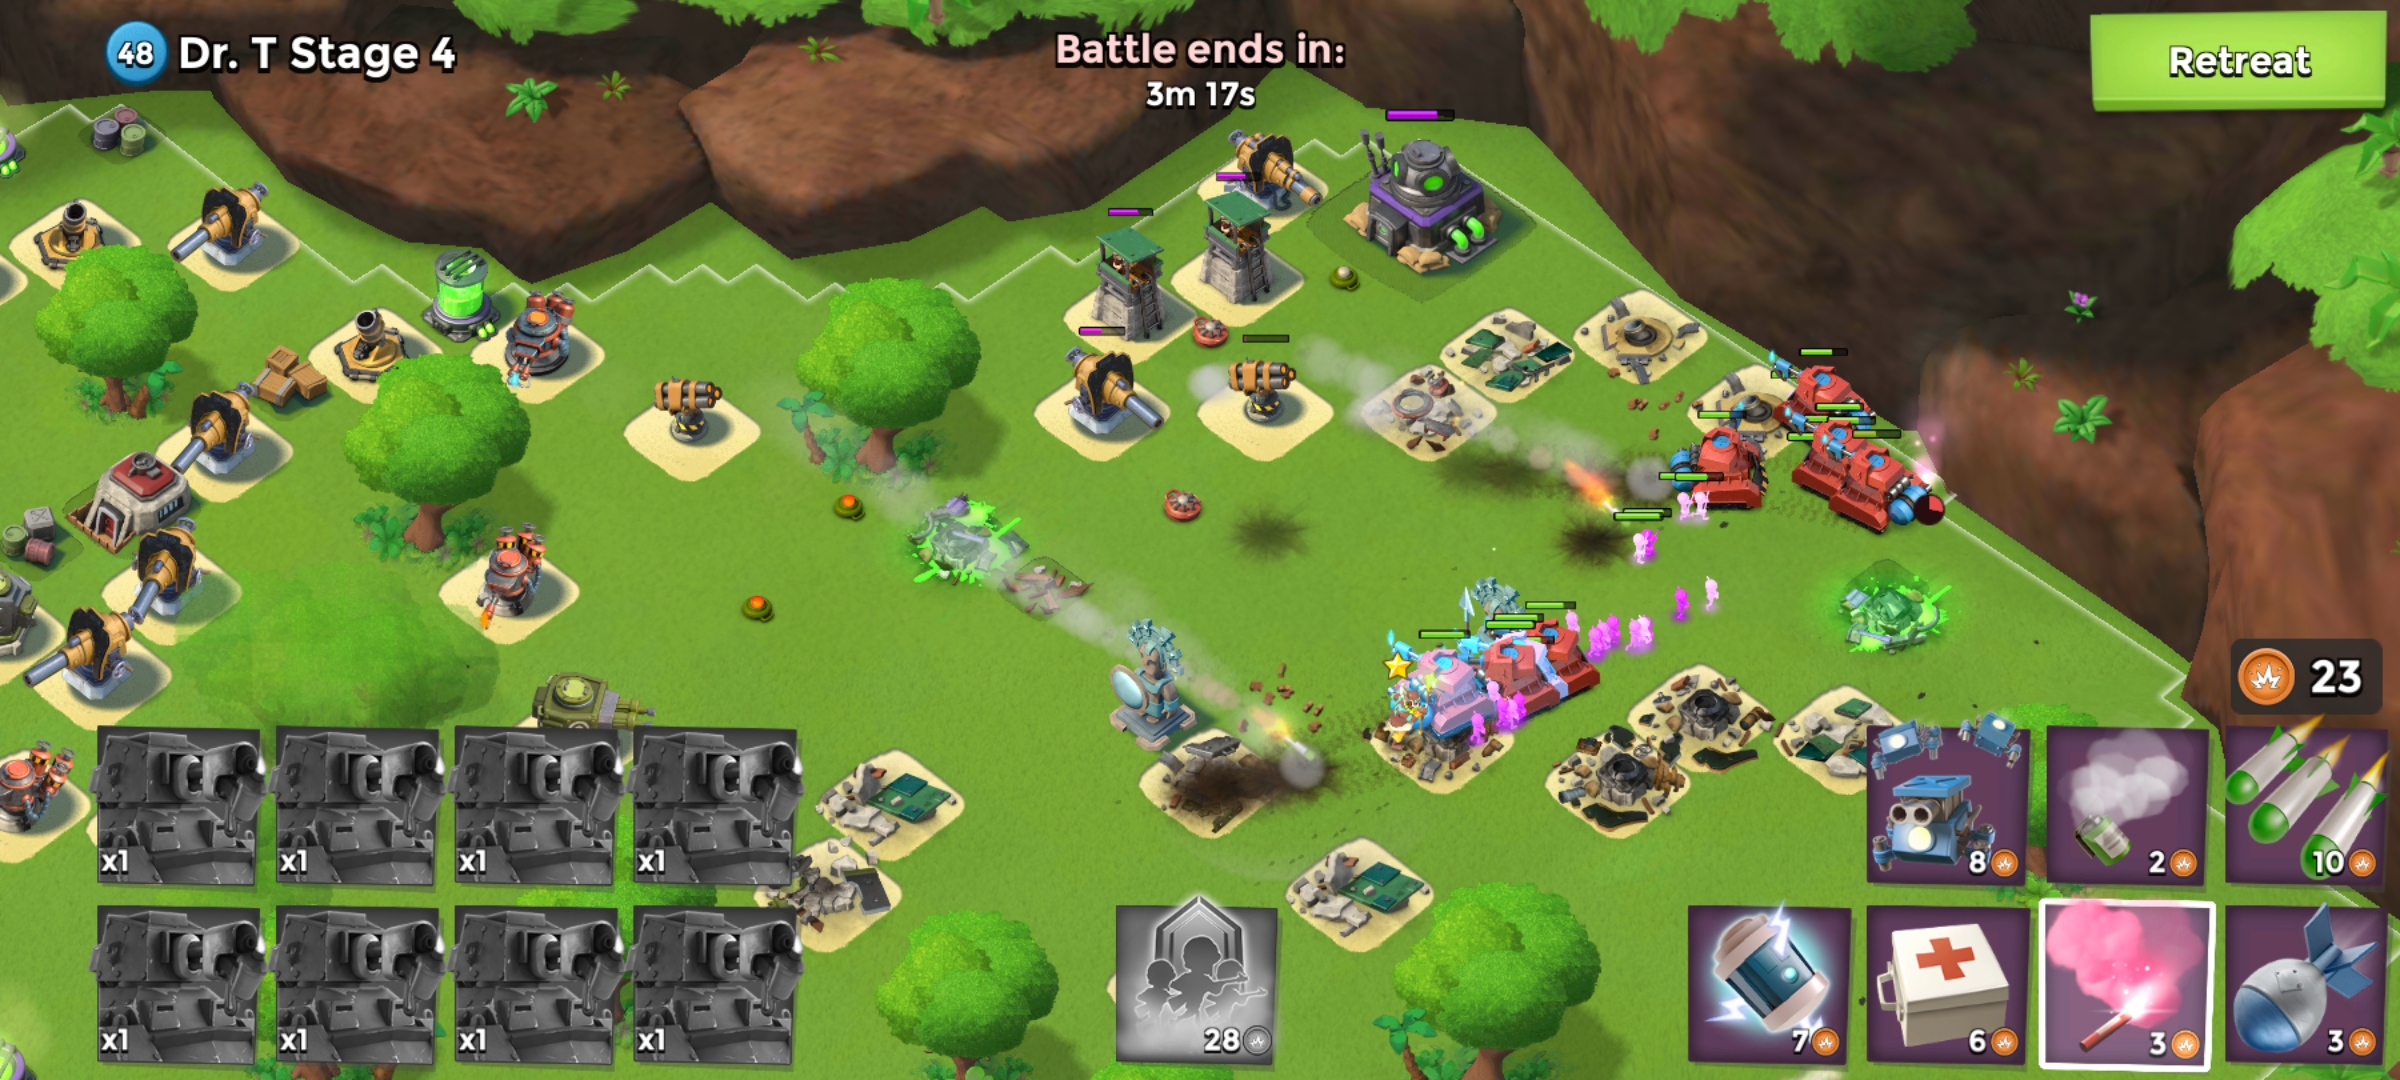 48 Dr. T Stage 4
Battle ends in:
3m 17s
Retreat
23
x1
x1
x1
x1
8
2
10
x1
x1
x1
x1
28
7
6
3
3